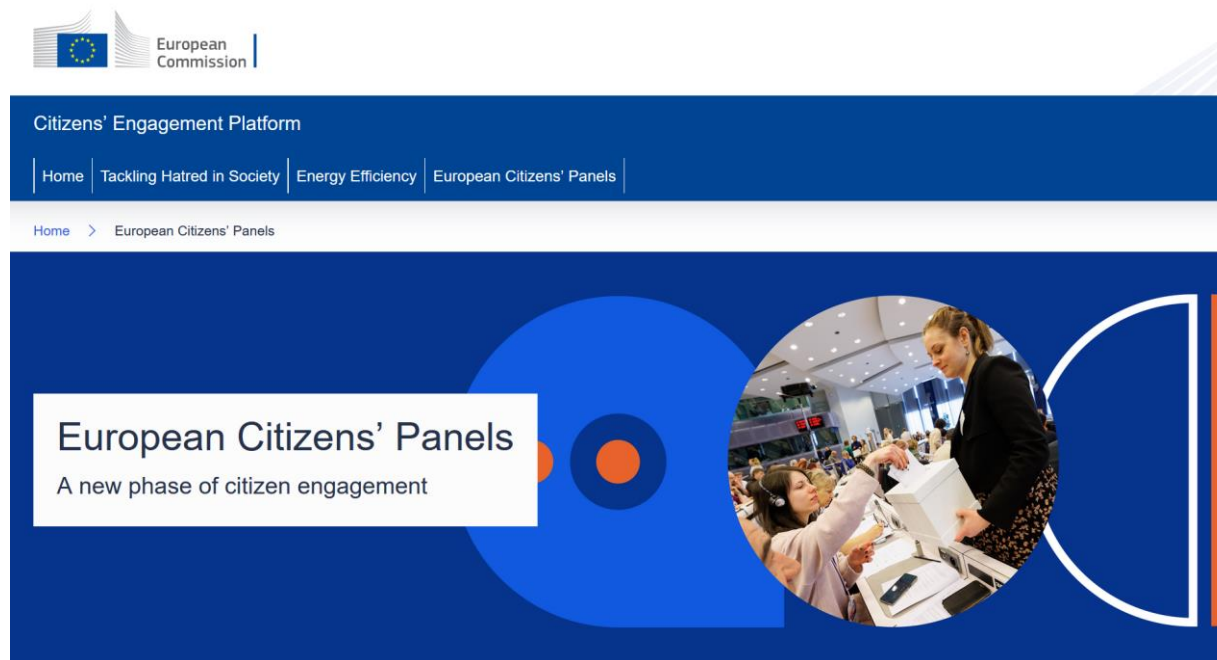 European
Commission
Citizens’ Engagement Platform
Home
Tackling Hatred in Society
Energy Efficiency
European Citizens’ Panels
Home > European Citizens’ Panels
European Citizens’ Panels
A new phase of citizen engagement